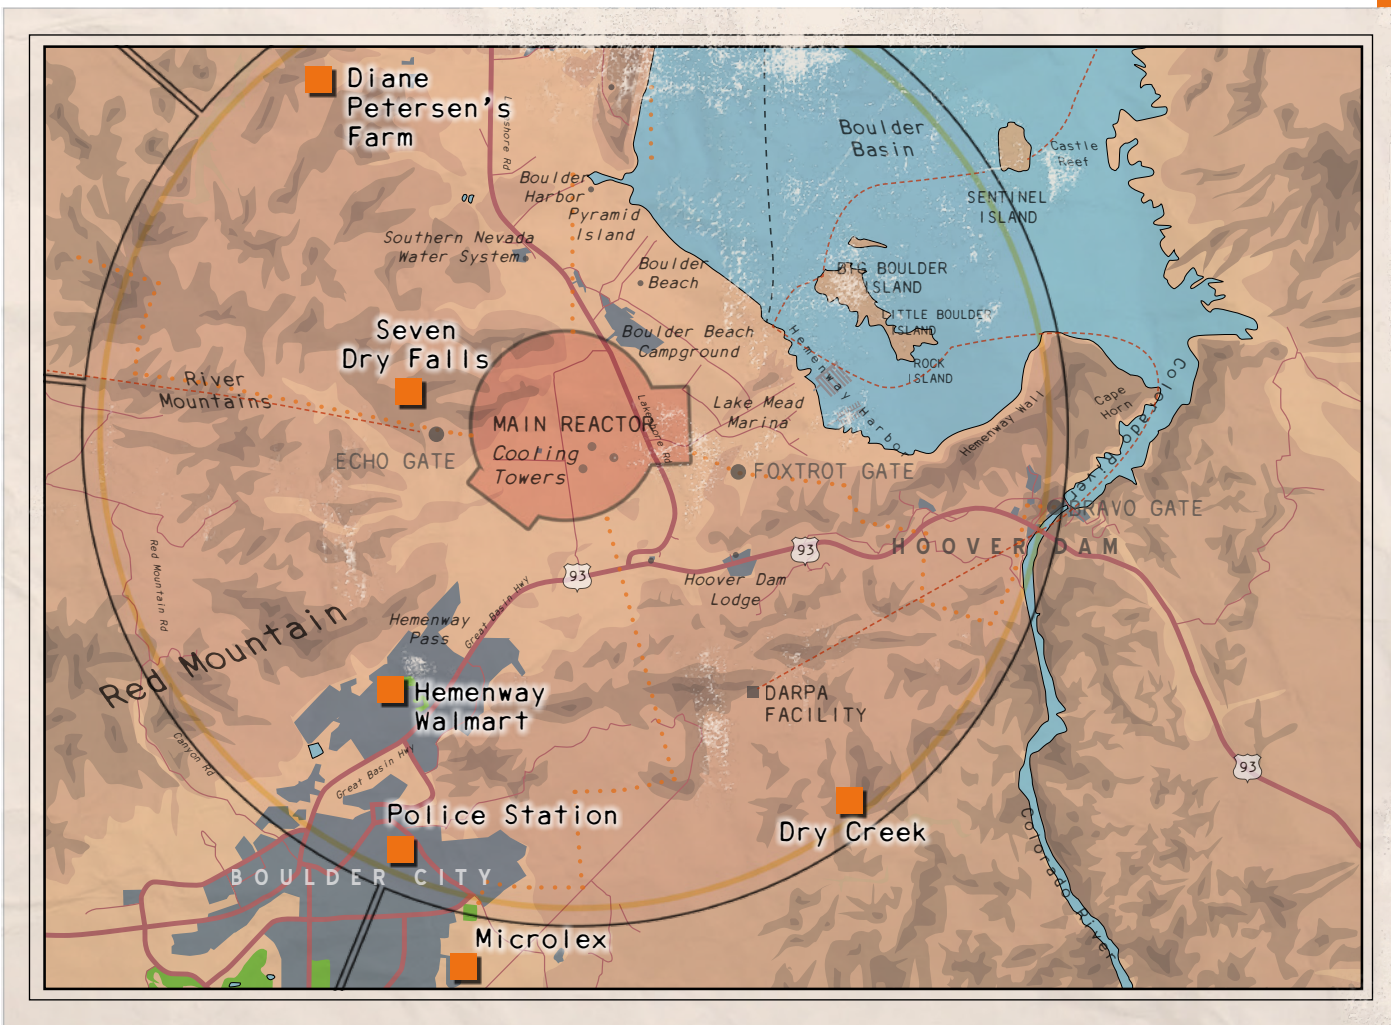 Diane
Petersen's
Farm
Lakeshore Rd
Boulder
Basin
Castle
Reef
Boulder
Harbor
Pyramid
Island
SENTINEL
ISLAND
Southern Nevada
Water System
Boulder
Beach
BIG BOULDER
ISLAND
LITTLE BOULDER
ISLAND
Seven
Dry Falls
Boulder Beach
Campground
Hemenway Harbor
ROCK
ISLAND
River
Mountains
Cape
Horn
Colorado River
Lake Mead
Marina
Lakeshore Rd
Hemenway Wall
MAIN REACTOR
Cooling
Towers
ECHO GATE
FOXTROT GATE
BRAVO GATE
HOOVER DAM
93
93
Hoover Dam
Lodge
Red Mountain Rd
Great Basin Hwy
Hemenway
Pass
Red Mountain
Hemenway
Walmart
DARPA
FACILITY
Canyon Rd
Great Basin Hwy
93
Police Station
Dry Creek
BOULDER CITY
Colorado River
Microlex